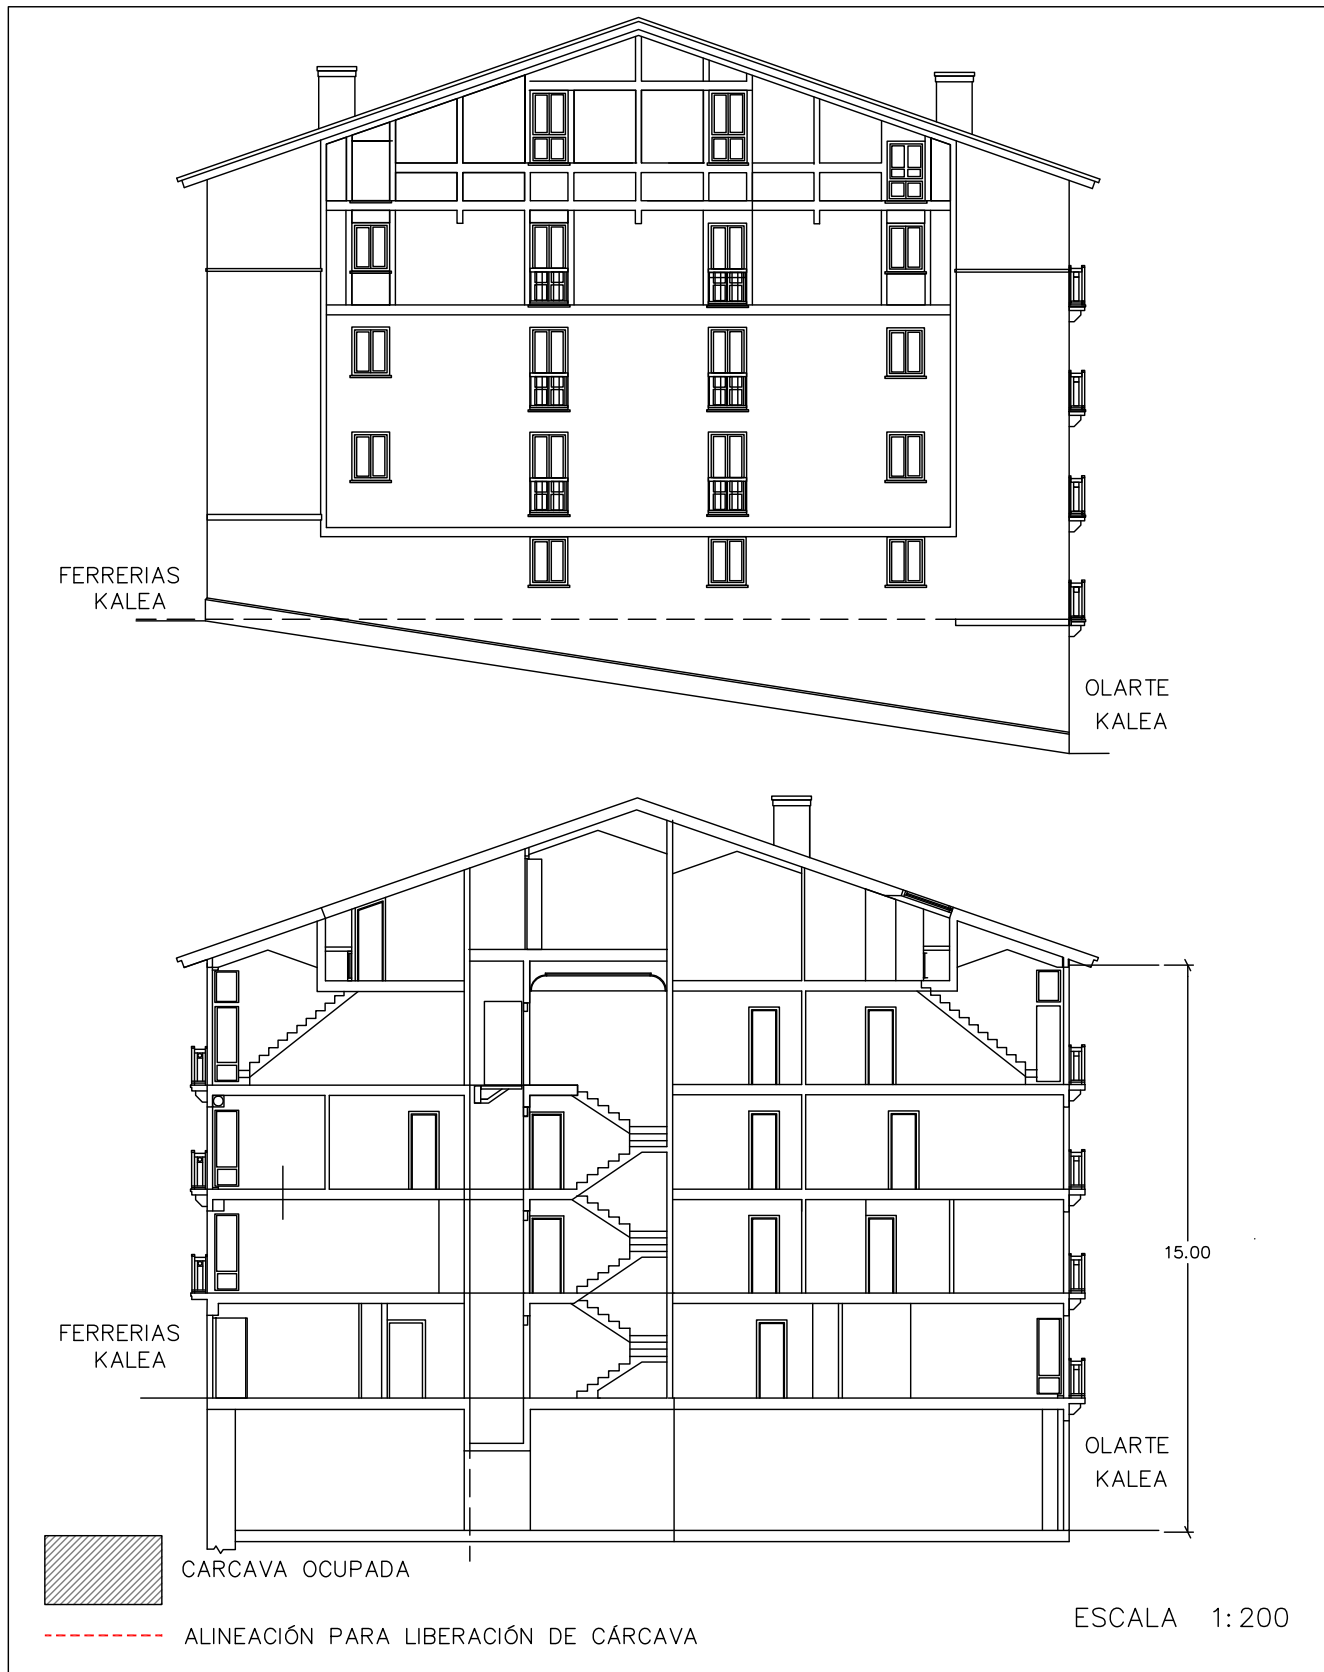 FERRERIAS
KALEA
OLARTE
KALEA
15.00
FERRERIAS
KALEA
OLARTE
KALEA
CARCAVA OCUPADA
ESCALA 1:200
ALINEACIÓN PARA LIBERACIÓN DE CÁRCAVA